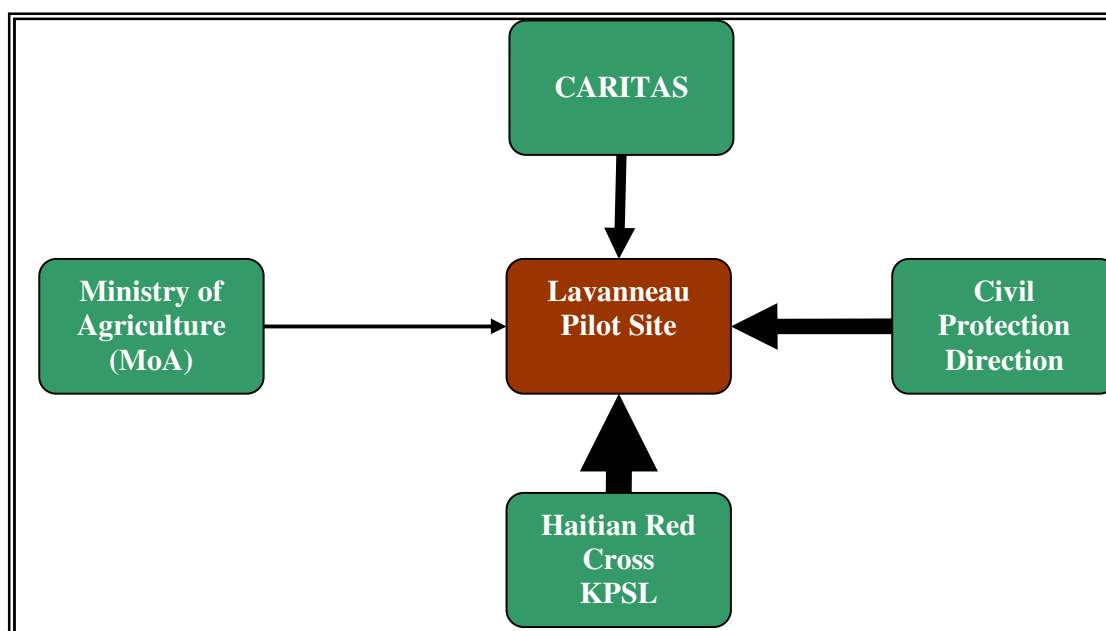 CARITAS
Ministry of
Agriculture
(MoA)
Lavanneau
Pilot Site
Civil
Protection
Direction
Haitian Red
Cross
KPSL